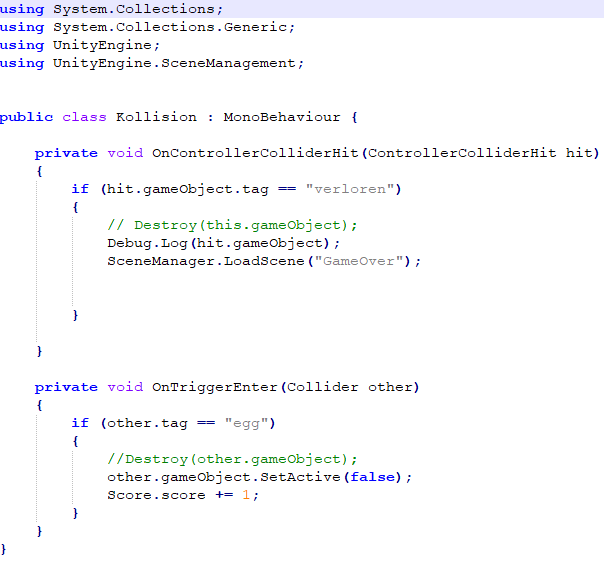 using System.Collections;
using System.Collections.Generic;
using UnityEngine;
using UnityEngine.SceneManagement;
public class Kollision : MonoBehaviour {
private void OnControllerColliderHit(ControllerColliderHit hit)
{
if (hit.gameObject.tag == "verloren")
{
// Destroy(this.gameObject);
Debug.Log(hit.gameObject);
SceneManager.LoadScene("GameOver");
}
}
private void OnTriggerEnter(Collider other)
{
if (other.tag == "egg")
{
//Destroy(other.gameObject);
other.gameObject.SetActive(false);
Score.score += 1;
}
}
}